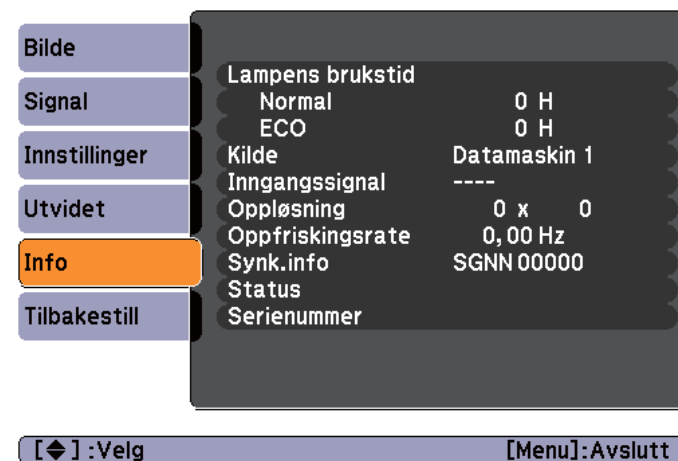 Bilde
Signal
Innstillinger
Utvidet
Info
Tilbakestill
Lampens brukstid
Normal 0 H
ECO 0 H
Kilde Datamaskin 1
Inngangssignal ----
Oppløsning 0 x 0
Oppfriskingsrate 0,00 Hz
Synk.info SGNN 00000
Status
Serienummer
[◆] :Velg [Menu]:Avslutt